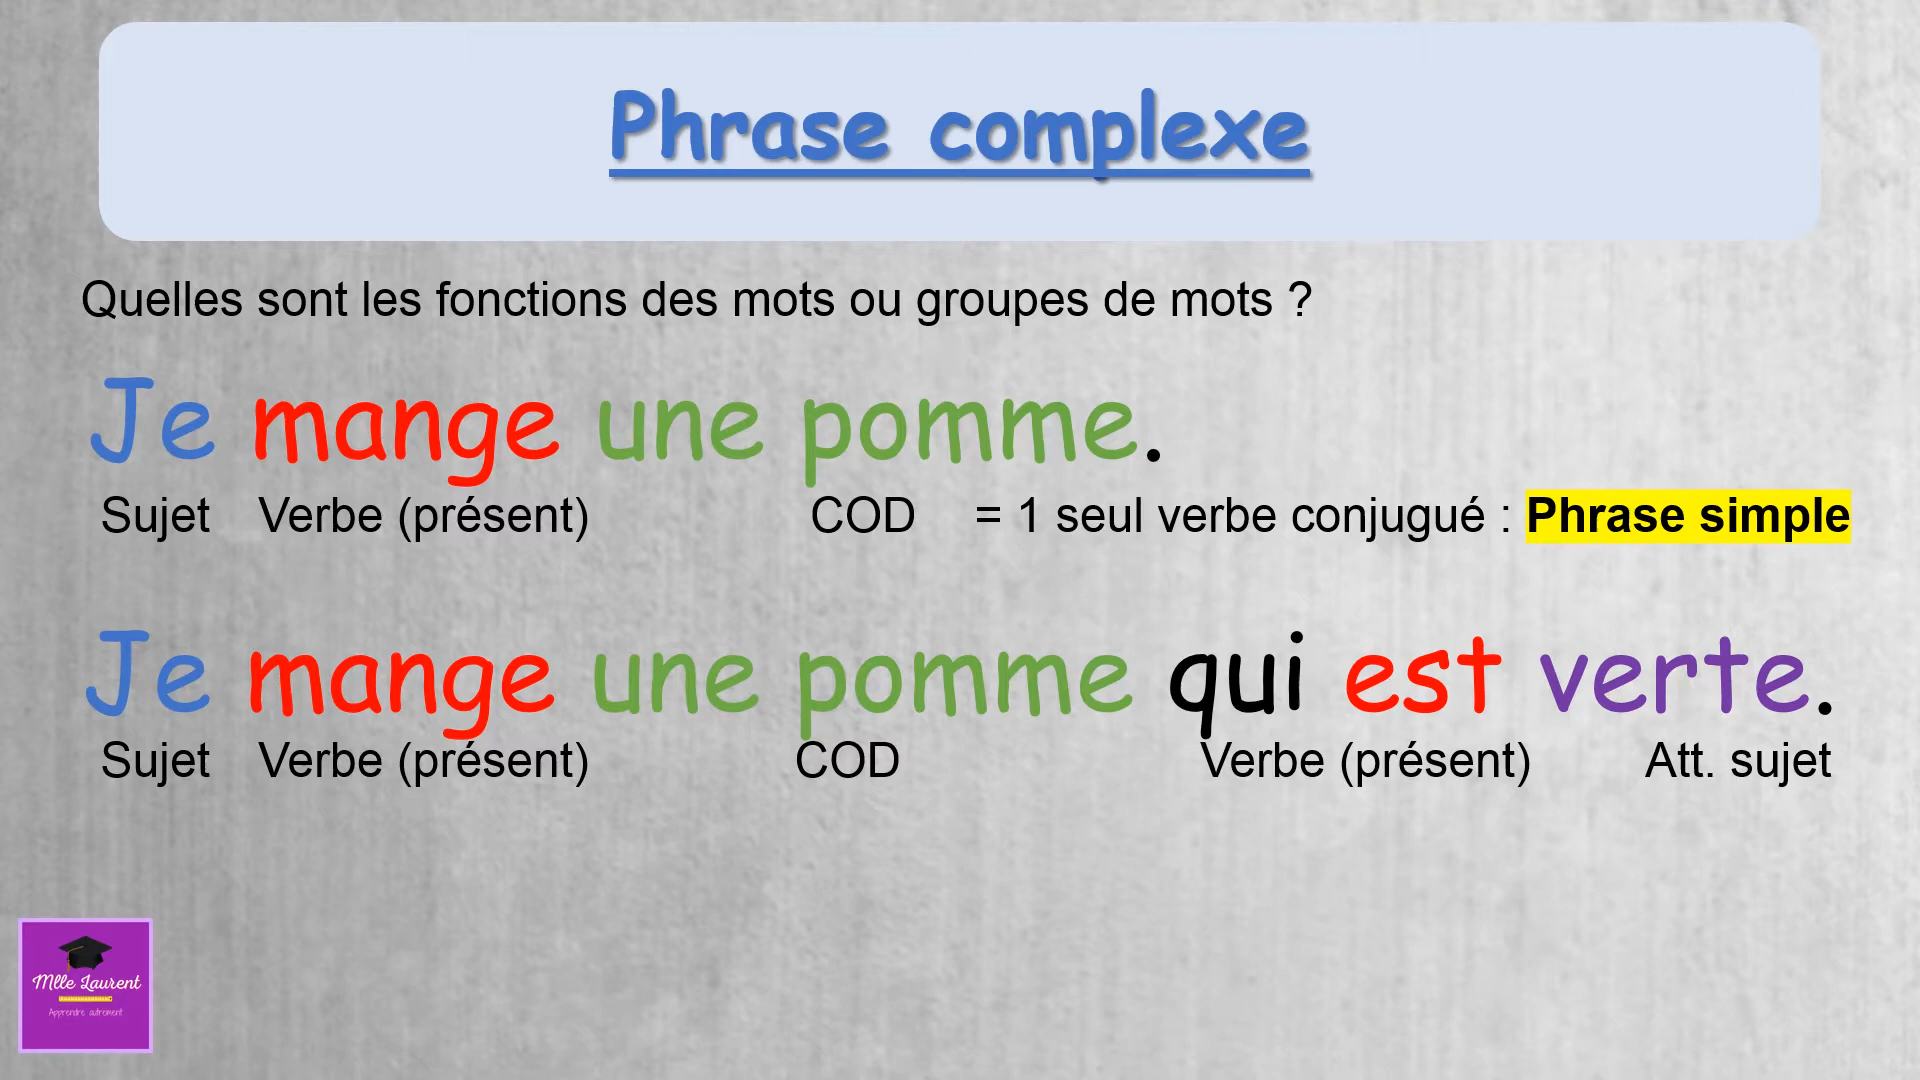 Phrase complexe
Quelles sont les fonctions des mots ou groupes de mots ?
Je mange une pomme.
Sujet Verbe (présent) COD = 1 seul verbe conjugué : Phrase simple
Je mange une pomme qui est verte.
Sujet Verbe (présent) COD Verbe (présent) Att. sujet
Mlle Laurent
Apprendre autrement